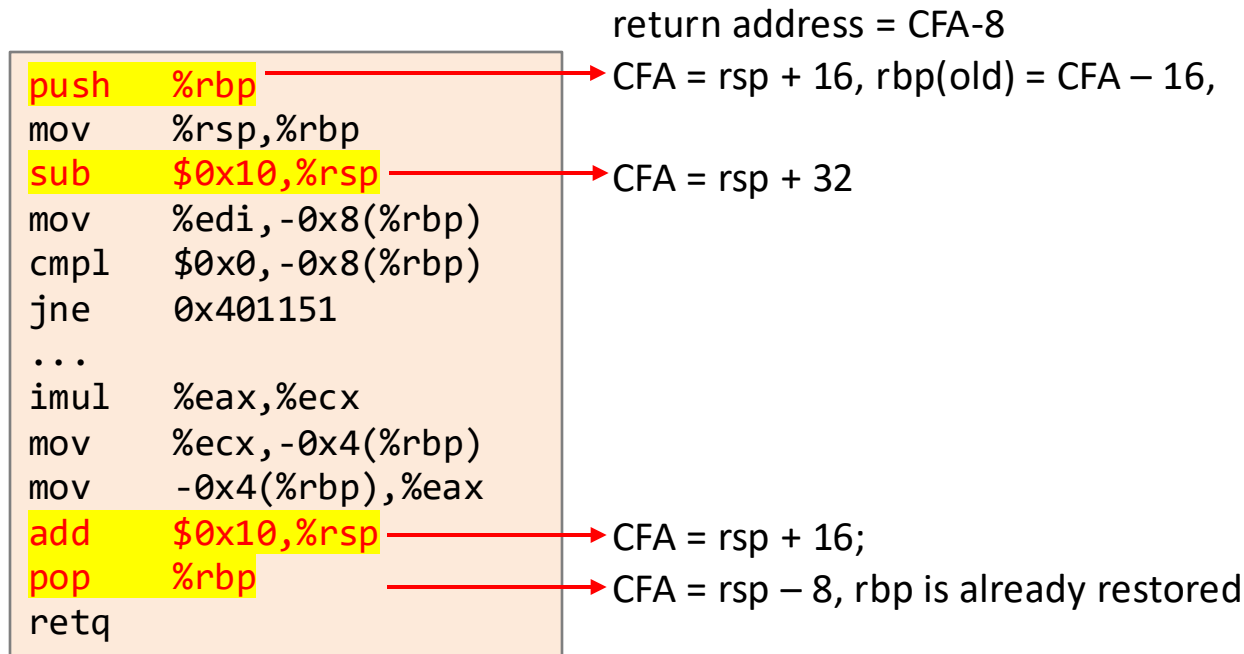 return address = CFA-8
push %rbp
CFA = rsp + 16, rbp(old) = CFA – 16,
mov %rsp,%rbp
sub $0x10,%rsp
CFA = rsp + 32
mov %edi,-0x8(%rbp)
cmpl $0x0,-0x8(%rbp)
jne 0x401151
...
imul %eax,%ecx
mov %ecx,-0x4(%rbp)
mov -0x4(%rbp),%eax
add $0x10,%rsp
CFA = rsp + 16;
pop %rbp
CFA = rsp – 8, rbp is already restored
retq